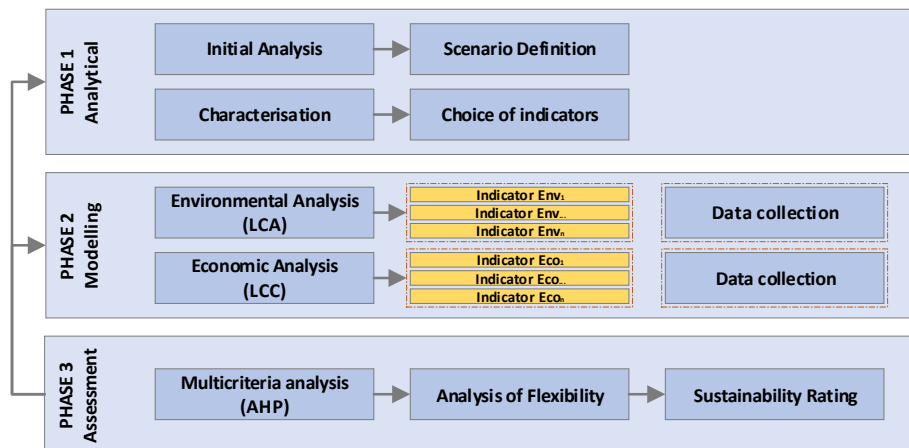 PHASE 1
Analytical
Initial Analysis
Scenario Definition
Characterisation
Choice of indicators
PHASE 2
Modelling
Environmental Analysis
(LCA)
Indicator Env₁
Indicator Env...
Indicator Envₙ
Data collection
Economic Analysis
(LCC)
Indicator Eco₁
Indicator Eco...
Indicator Ecoₙ
Data collection
PHASE 3
Assessment
Multicriteria analysis
(AHP)
Analysis of Flexibility
Sustainability Rating